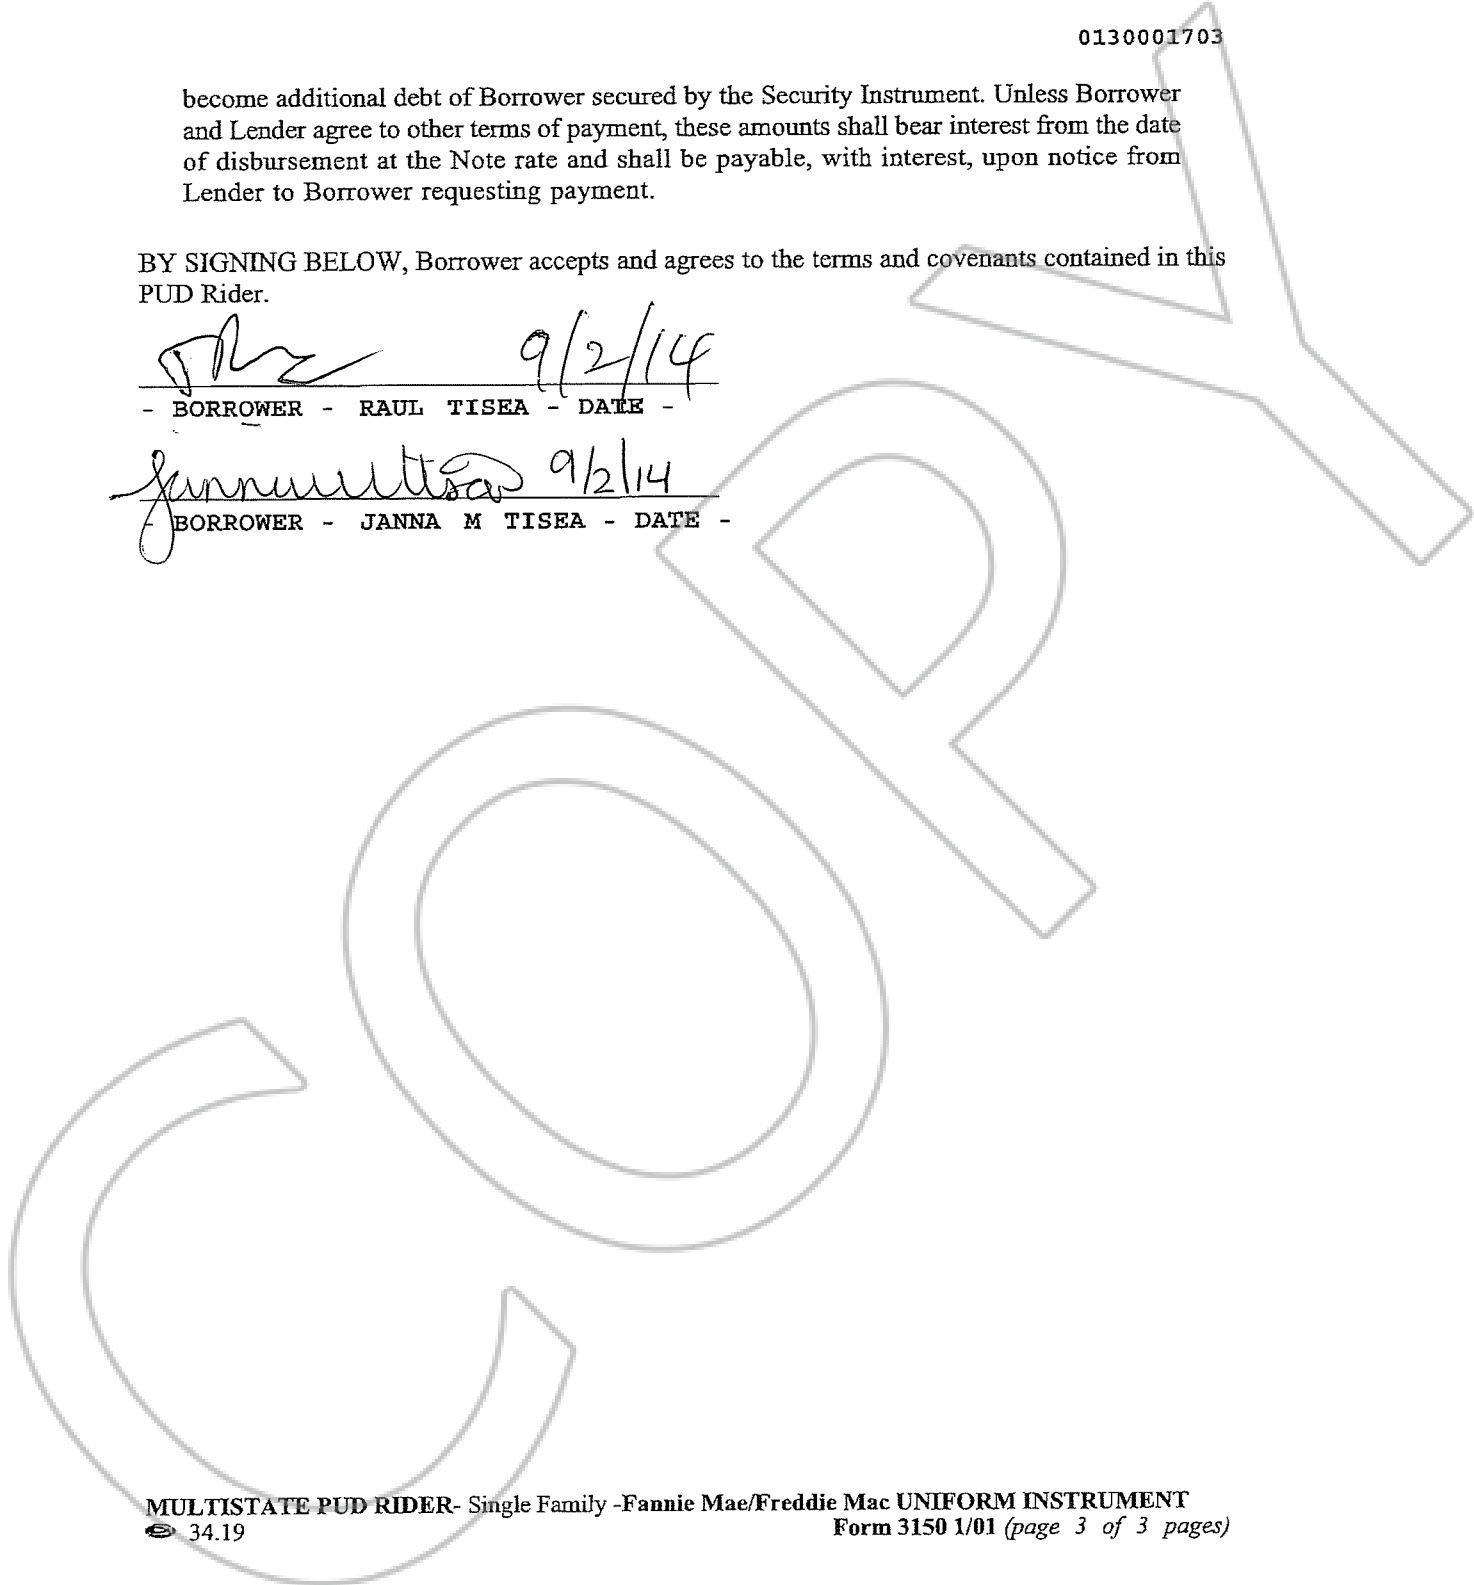 0130001703
become additional debt of Borrower secured by the Security Instrument. Unless Borrower
and Lender agree to other terms of payment, these amounts shall bear interest from the date
of disbursement at the Note rate and shall be payable, with interest, upon notice from
Lender to Borrower requesting payment.
BY SIGNING BELOW, Borrower accepts and agrees to the terms and covenants contained in this
PUD Rider.
9/2/14
- BORROWER - RAUL TISEA - DATE -
9/2/14
- BORROWER - JANNA M TISEA - DATE -
COPY
MULTISTATE PUD RIDER- Single Family -Fannie Mae/Freddie Mac UNIFORM INSTRUMENT
34.19
Form 3150 1/01 (page 3 of 3 pages)